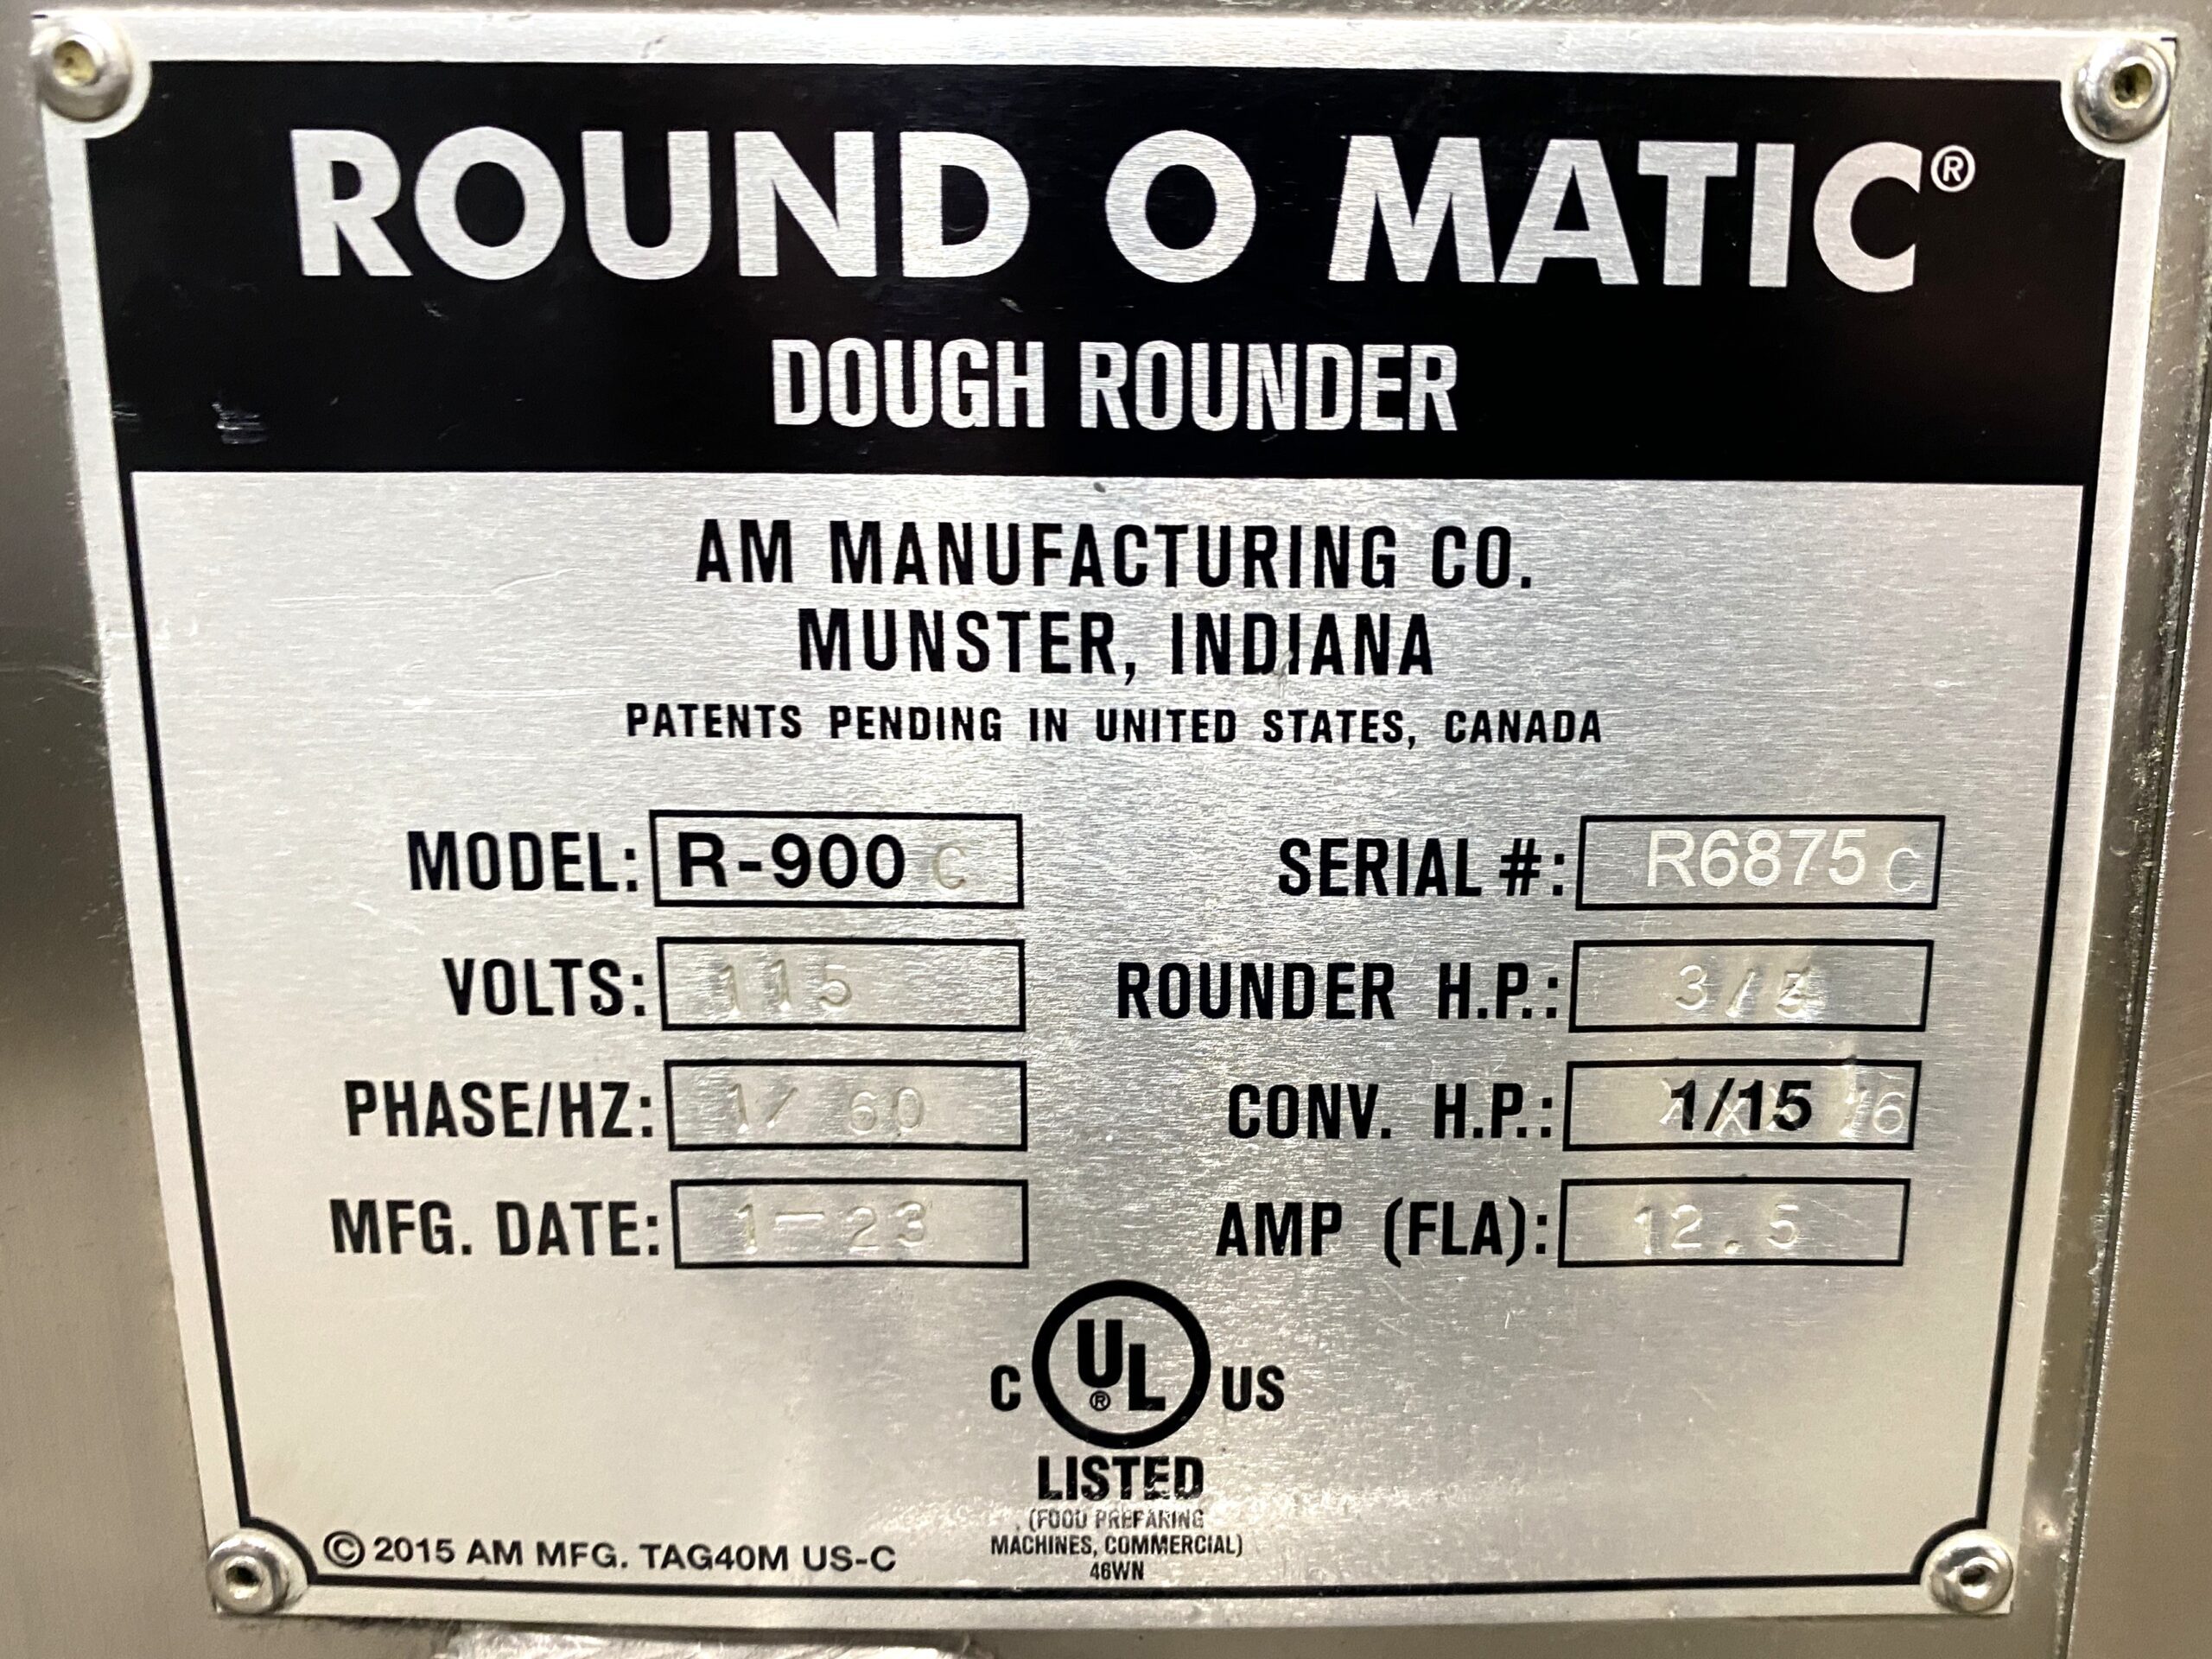 ROUND O MATIC®
DOUGH ROUNDER
AM MANUFACTURING CO.
MUNSTER, INDIANA
PATENTS PENDING IN UNITED STATES, CANADA
MODEL: R-900 C
SERIAL #: R6875 C
VOLTS: 115
ROUNDER H.P.:
PHASE/HZ: 1/ 60
CONV. H.P.: 1/15
MFG. DATE: 1-23
AMP (FLA): 12.5
C UL® US
LISTED
(FOOD PREPARING
MACHINES, COMMERCIAL)
46WN
© 2015 AM MFG. TAG40M US-C